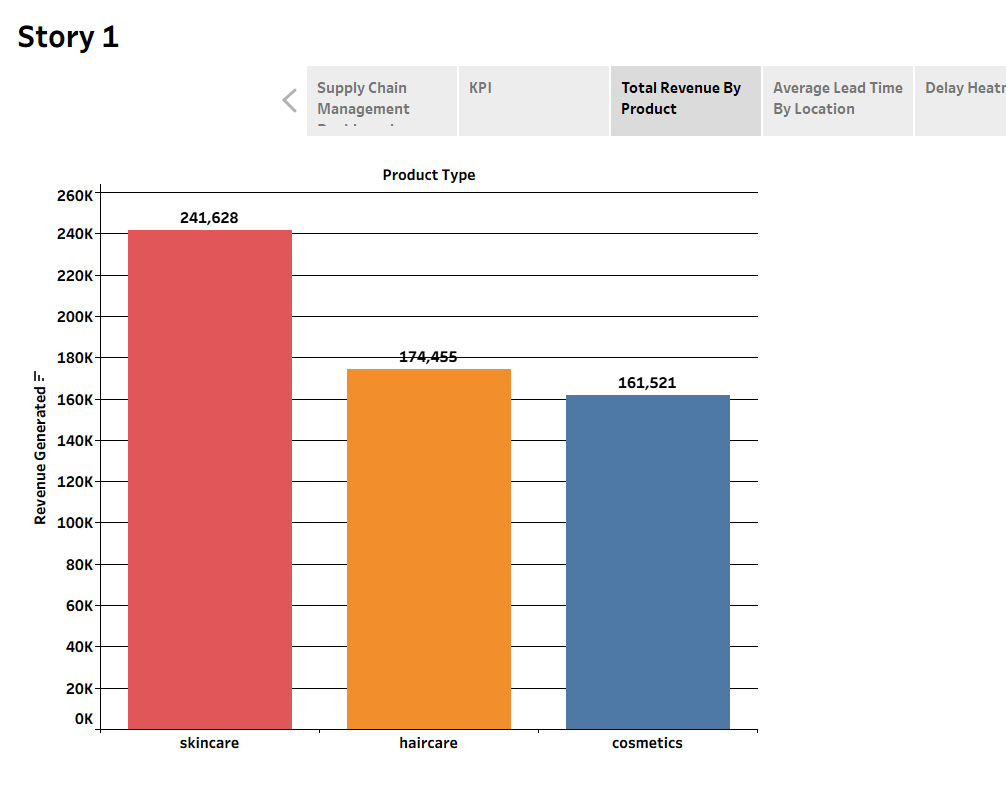 Story 1
Supply Chain
Management
KPI
Total Revenue By
Product
Average Lead Time
By Location
Delay
Product Type
260K
240K
220K
200K
180K
160K
140K
120K
100K
80K
60K
40K
20K
0K
Revenue Generated
241,628
174,455
161,521
skincare
haircare
cosmetics